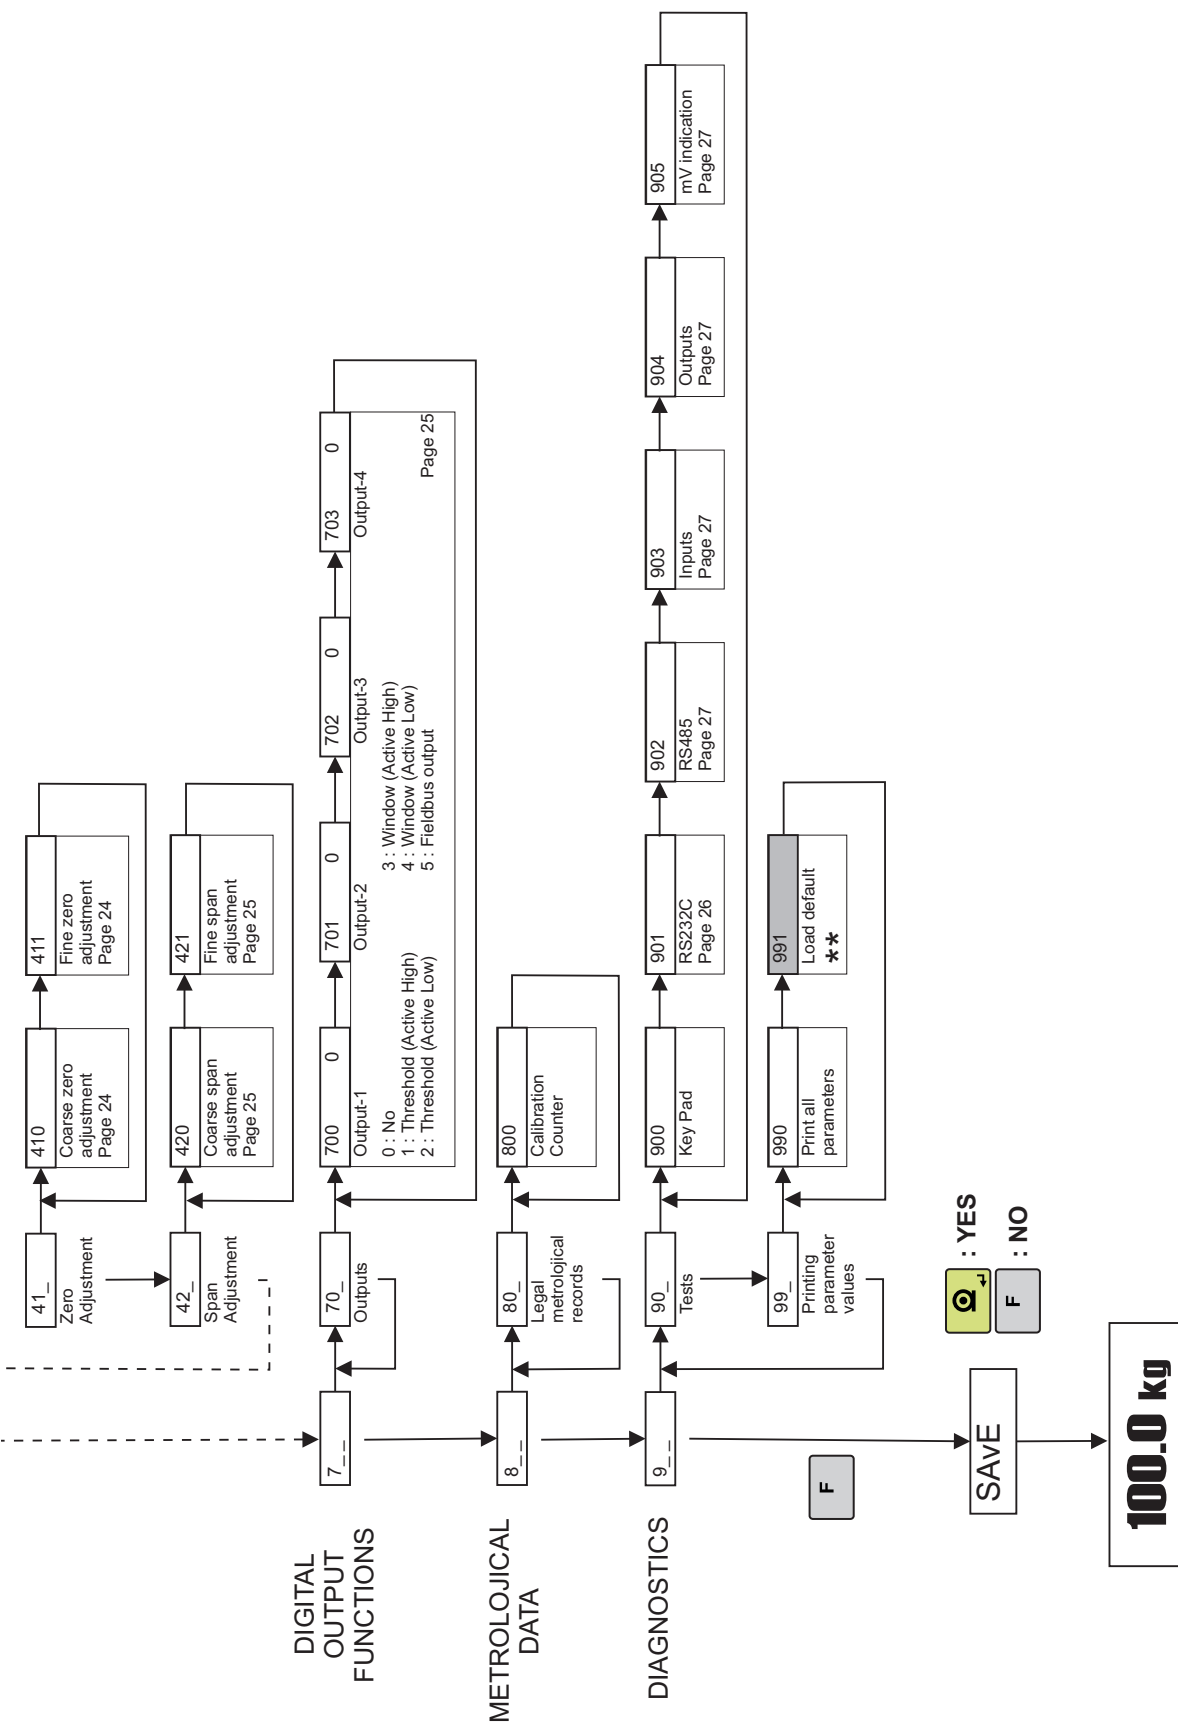 41_
Zero
Adjustment
410
Coarse zero
adjustment
Page 24
411
Fine zero
adjustment
Page 24
42_
Span
Adjustment
420
Coarse span
adjustment
Page 25
421
Fine span
adjustment
Page 25
DIGITAL
OUTPUT
FUNCTIONS
7_ _
70_
Outputs
700 0
Output-1
701 0
Output-2
702 0
Output-3
703 0
Output-4
0 : No
1 : Threshold (Active High)
2 : Threshold (Active Low)
3 : Window (Active High)
4 : Window (Active Low)
5 : Fieldbus output
Page 25
METROLOJICAL
DATA
8_ _
80_
Legal
metrolojical
records
800
Calibration
Counter
DIAGNOSTICS
9_ _
90_
Tests
900
Key Pad
901
RS232C
Page 26
902
RS485
Page 27
903
Inputs
Page 27
904
Outputs
Page 27
905
mV indication
Page 27
99_
Printing
parameter
values
990
Print all
parameters
991
Load default
**
F
SAvE
: YES
F : NO
100.0 kg